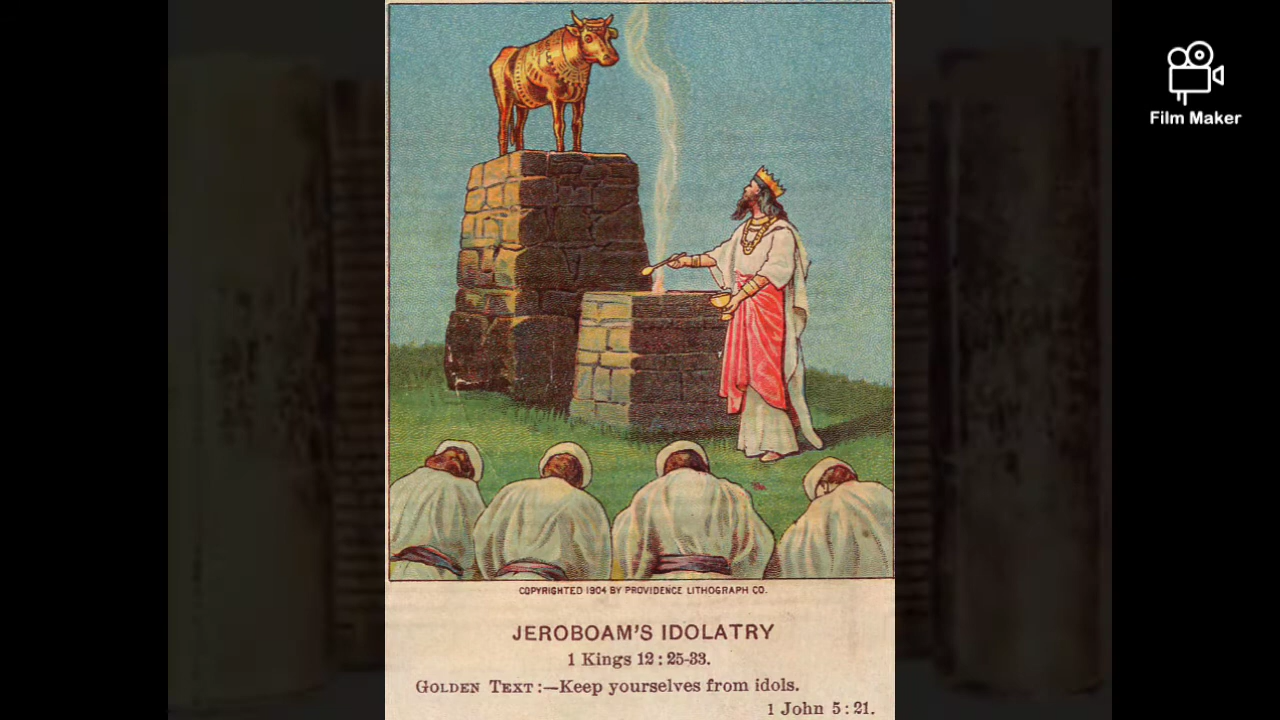 Film Maker
COPYRIGHTED 1904 BY PROVIDENCE LITHOGRAPH CO.
JEROBOAM'S IDOLATRY
1 Kings 12 : 25-33.
GOLDEN TEXT :—Keep yourselves from idols.
1 John 5 : 21.